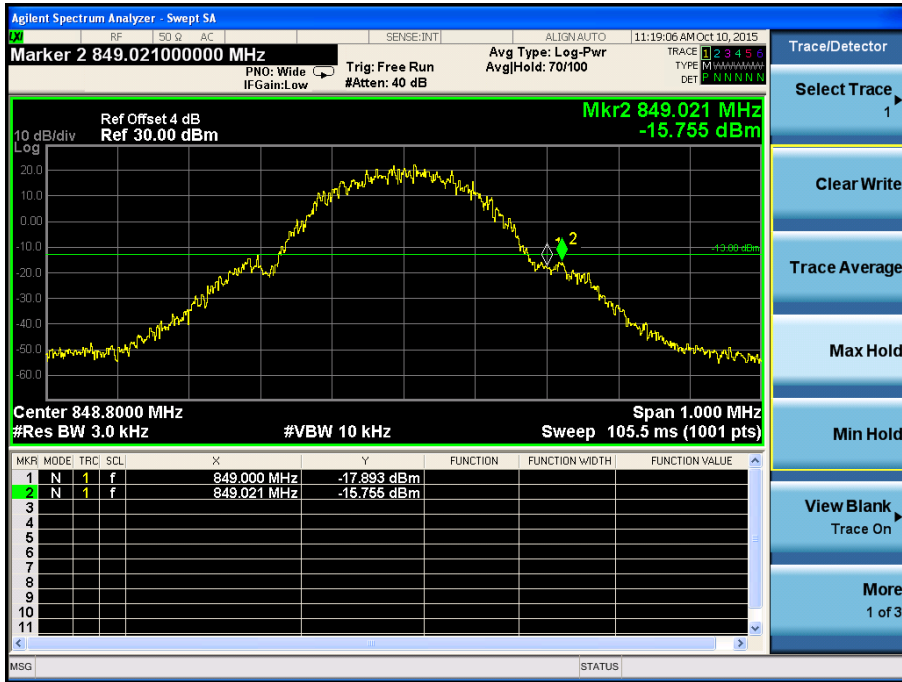 Agilent Spectrum Analyzer - Swept SA
LXI RF 50 Ω AC SENSE:INT ALIGN AUTO 11:19:06 AM Oct 10, 2015
Marker 2 849.021000000 MHz
PNO: Wide
IFGain:Low
Trig: Free Run
#Atten: 40 dB
Avg Type: Log-Pwr
Avg|Hold: 70/100
TRACE 1 2 3 4 5 6
TYPE M WWWWW
DET P N N N N N
Trace/Detector
Select Trace
1
Clear Write
Trace Average
Max Hold
Min Hold
View Blank
Trace On
More
1 of 3
Mkr2 849.021 MHz
-15.755 dBm
Ref Offset 4 dB
10 dB/div Ref 30.00 dBm
Log
20.0
10.0
0.00
-10.0
-20.0
-30.0
-40.0
-50.0
-60.0
1 2
-13.00 dBm
Center 848.8000 MHz Span 1.000 MHz
#Res BW 3.0 kHz #VBW 10 kHz Sweep 105.5 ms (1001 pts)
MKR MODE TRC SCL X Y FUNCTION FUNCTION WIDTH FUNCTION VALUE
1 N 1 f 849.000 MHz -17.893 dBm
2 N 1 f 849.021 MHz -15.755 dBm
3
4
5
6
7
8
9
10
11
MSG STATUS